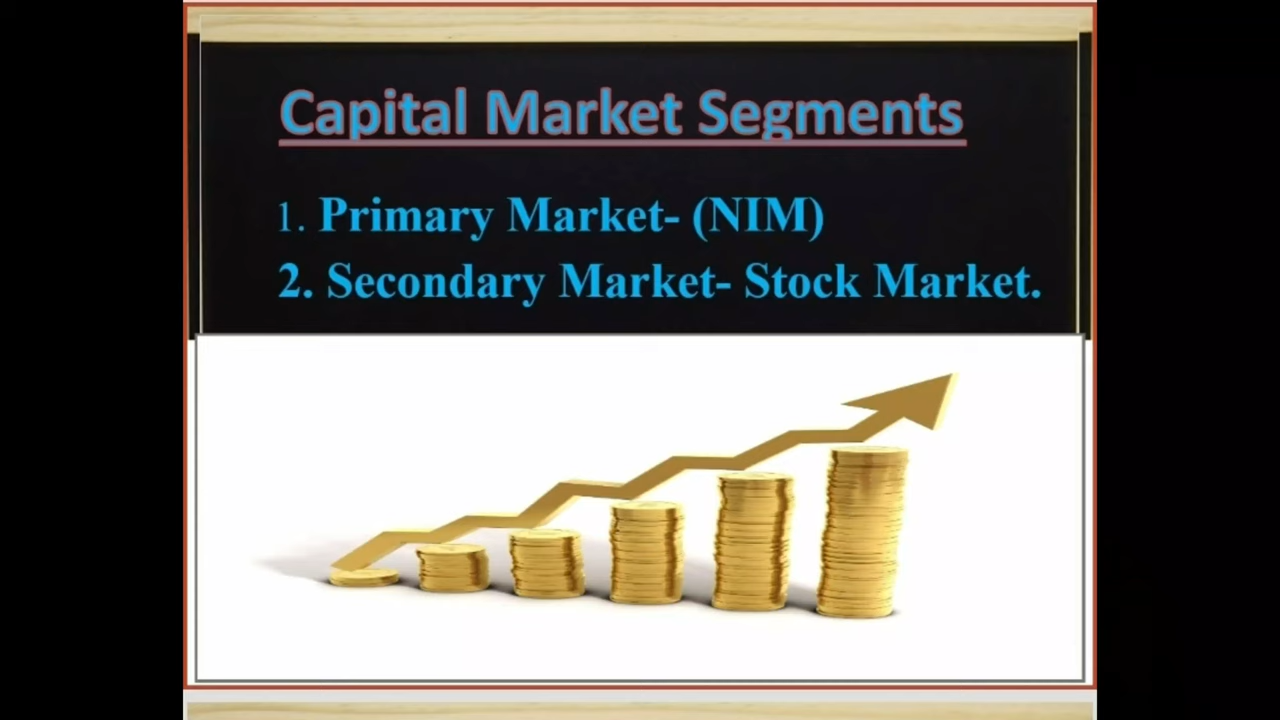 Capital Market Segments
1. Primary Market- (NIM)
2. Secondary Market- Stock Market.